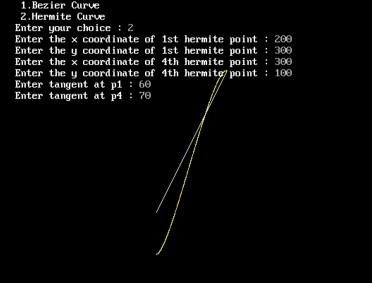 1.Bezier Curve
2.Hermite Curve
Enter your choice : 2
Enter the x coordinate of 1st hermite point : 200
Enter the y coordinate of 1st hermite point : 300
Enter the x coordinate of 4th hermite point : 300
Enter the y coordinate of 4th hermite point : 100
Enter tangent at p1 : 60
Enter tangent at p4 : 70